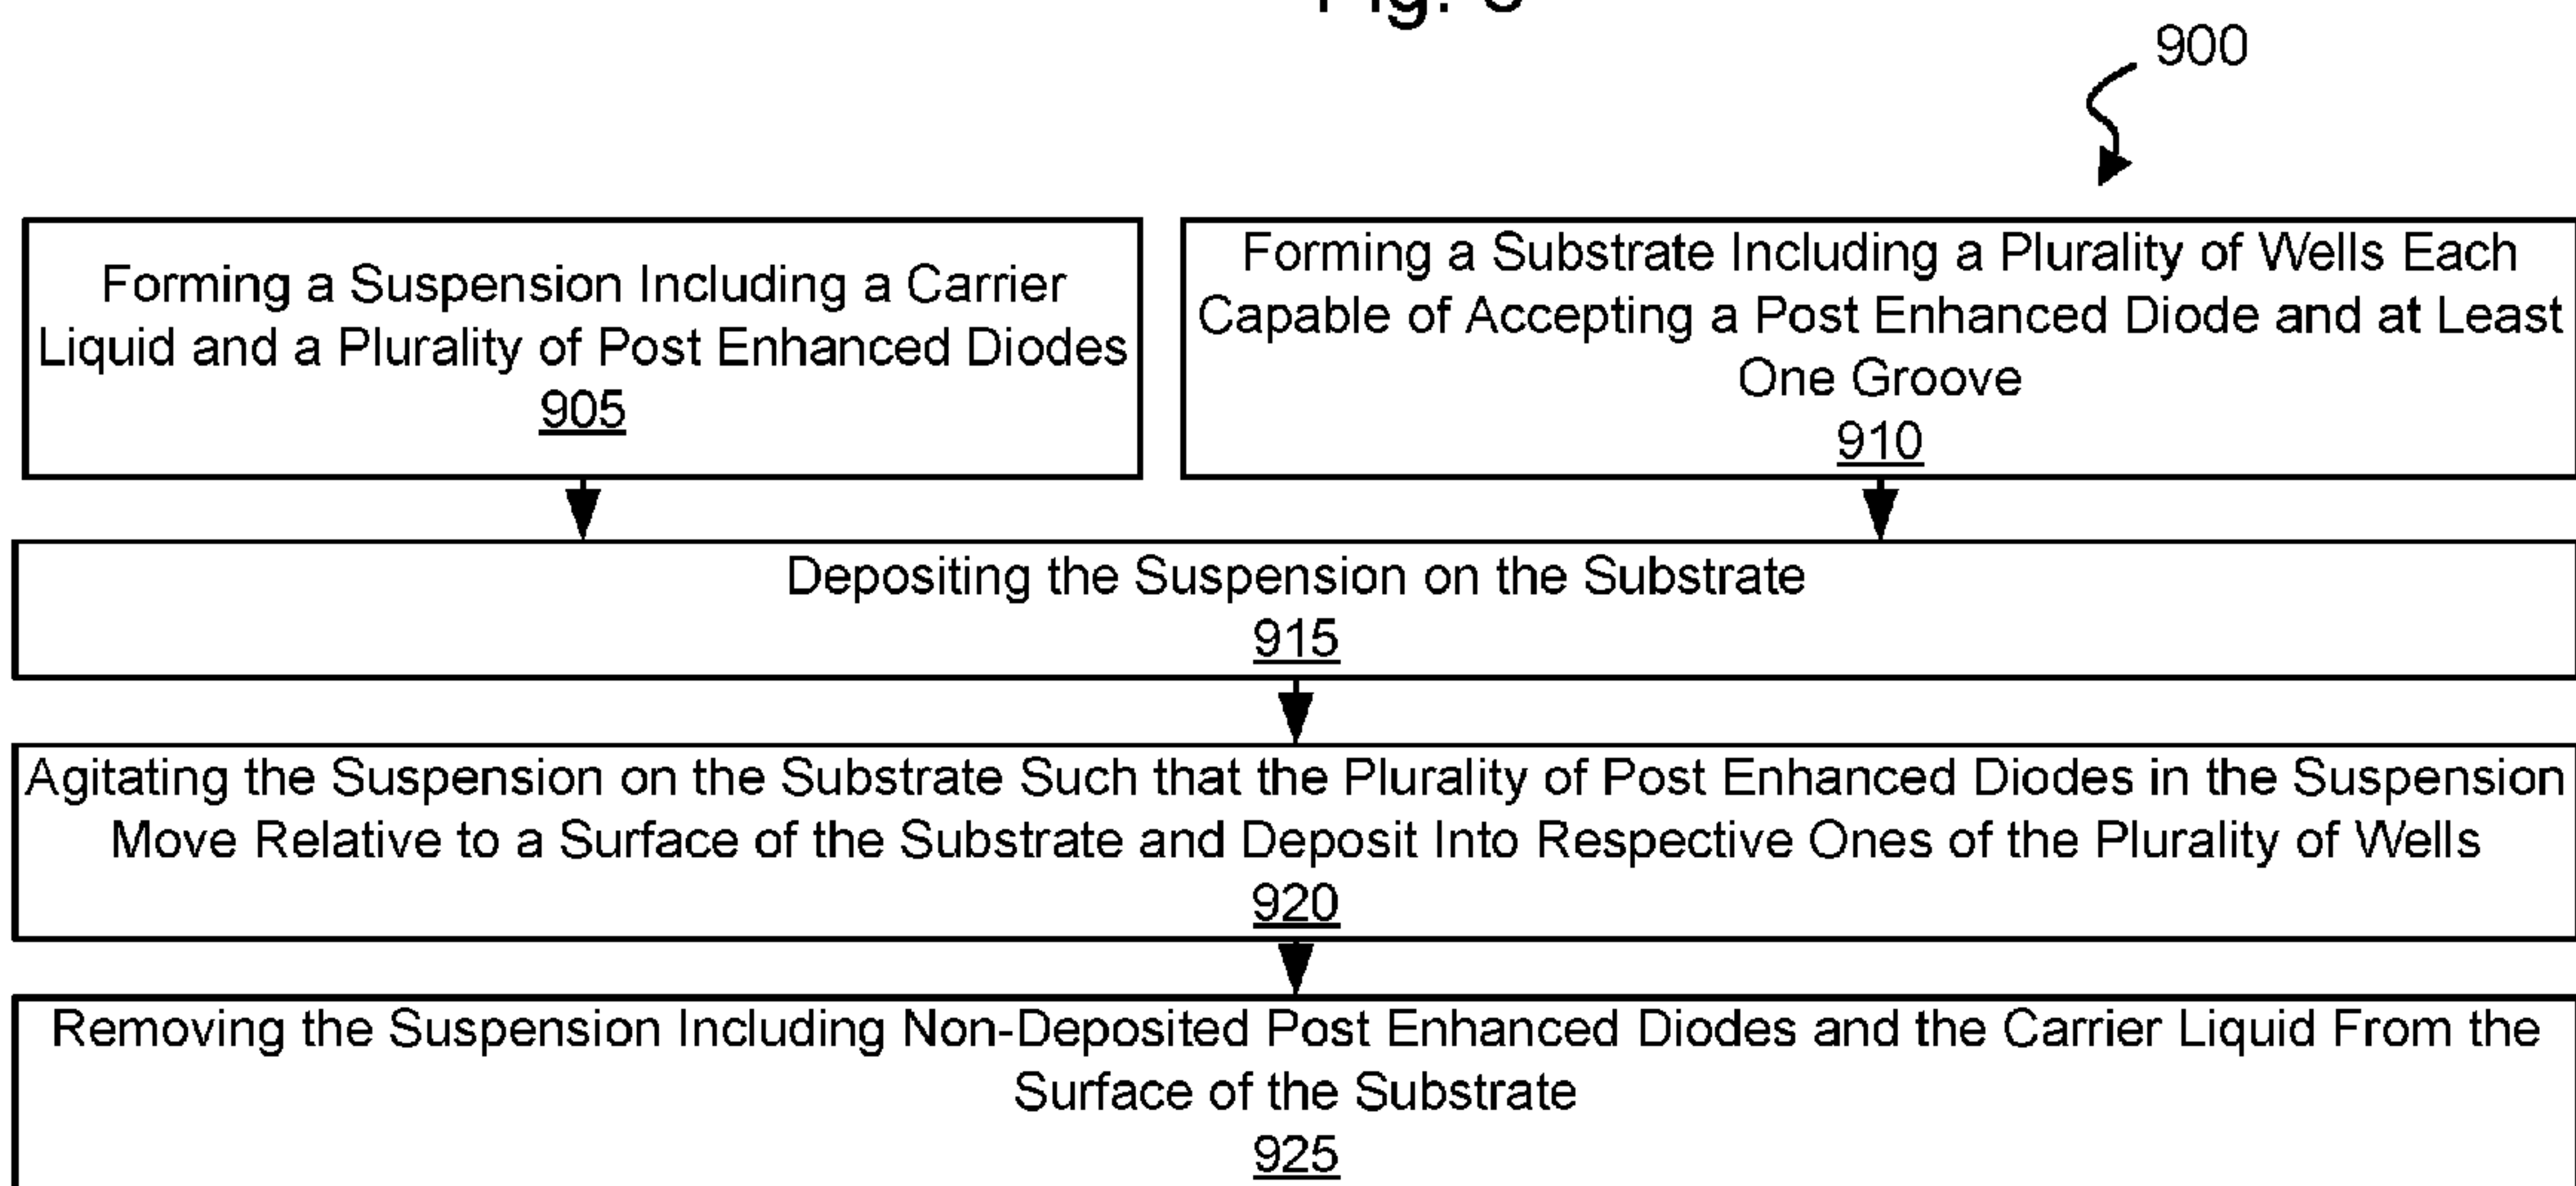 900
Forming a Suspension Including a Carrier
Liquid and a Plurality of Post Enhanced Diodes
905
Forming a Substrate Including a Plurality of Wells Each
Capable of Accepting a Post Enhanced Diode and at Least
One Groove
910
Depositing the Suspension on the Substrate
915
Agitating the Suspension on the Substrate Such that the Plurality of Post Enhanced Diodes in the Suspension
Move Relative to a Surface of the Substrate and Deposit Into Respective Ones of the Plurality of Wells
920
Removing the Suspension Including Non-Deposited Post Enhanced Diodes and the Carrier Liquid From the
Surface of the Substrate
925